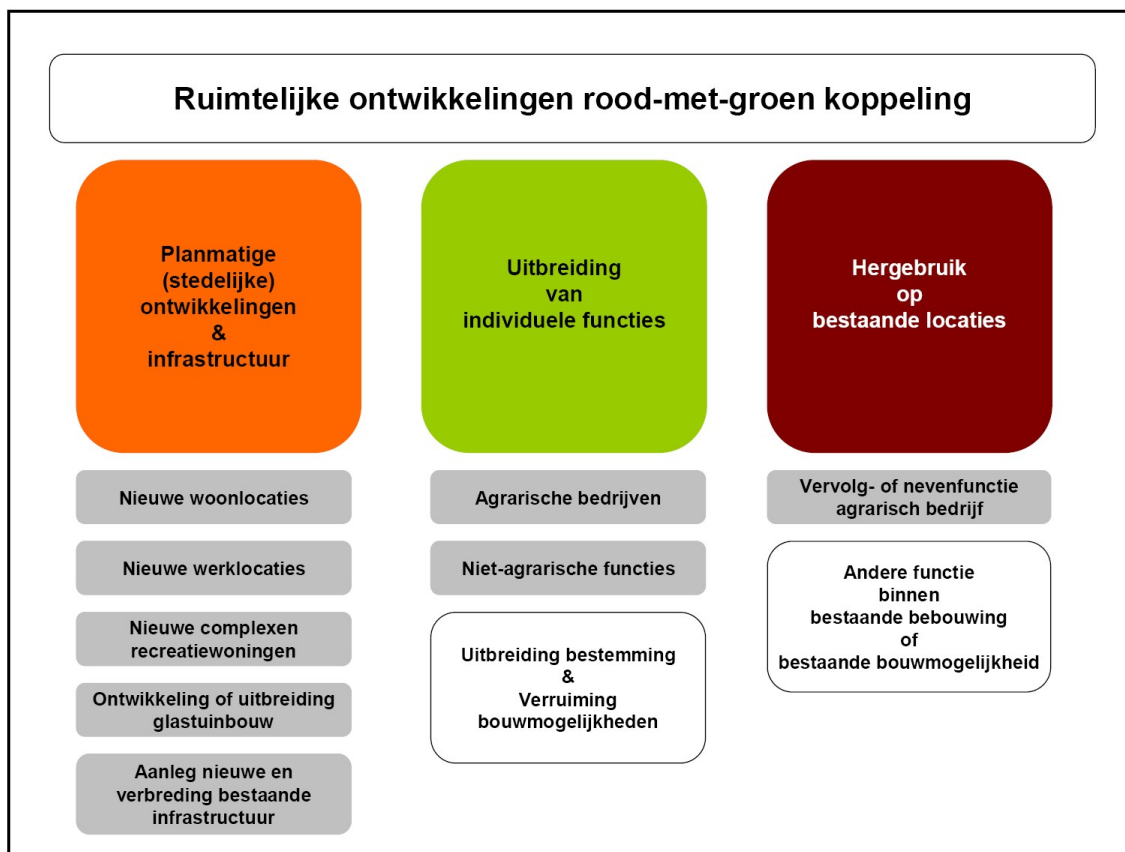 Ruimtelijke ontwikkelingen rood-met-groen koppeling
Planmatige
(stedelijke)
ontwikkelingen
&
infrastructuur
Nieuwe woonlocaties
Nieuwe werklocaties
Nieuwe complexen
recreatiewoningen
Ontwikkeling of uitbreiding
glastuinbouw
Aanleg nieuwe en
verbreding bestaande
infrastructuur
Uitbreiding
van
individuele functies
Agrarische bedrijven
Niet-agrarische functies
Uitbreiding bestemming
&
Verruiming
bouwmogelijkheden
Hergebruik
op
bestaande locaties
Vervolg- of nevenfunctie
agrarisch bedrijf
Andere functie
binnen
bestaande bebouwing
of
bestaande bouwmogelijkheid